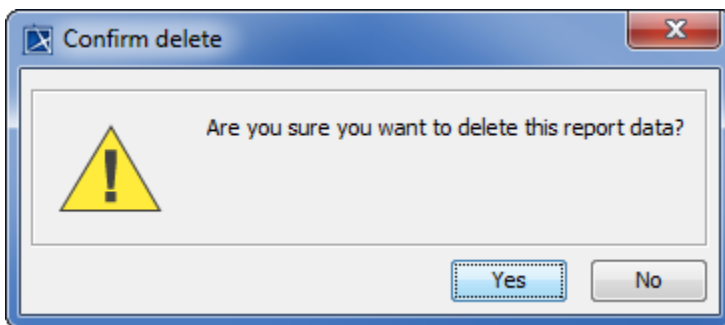 Confirm delete
Are you sure you want to delete this report data?
Yes
No